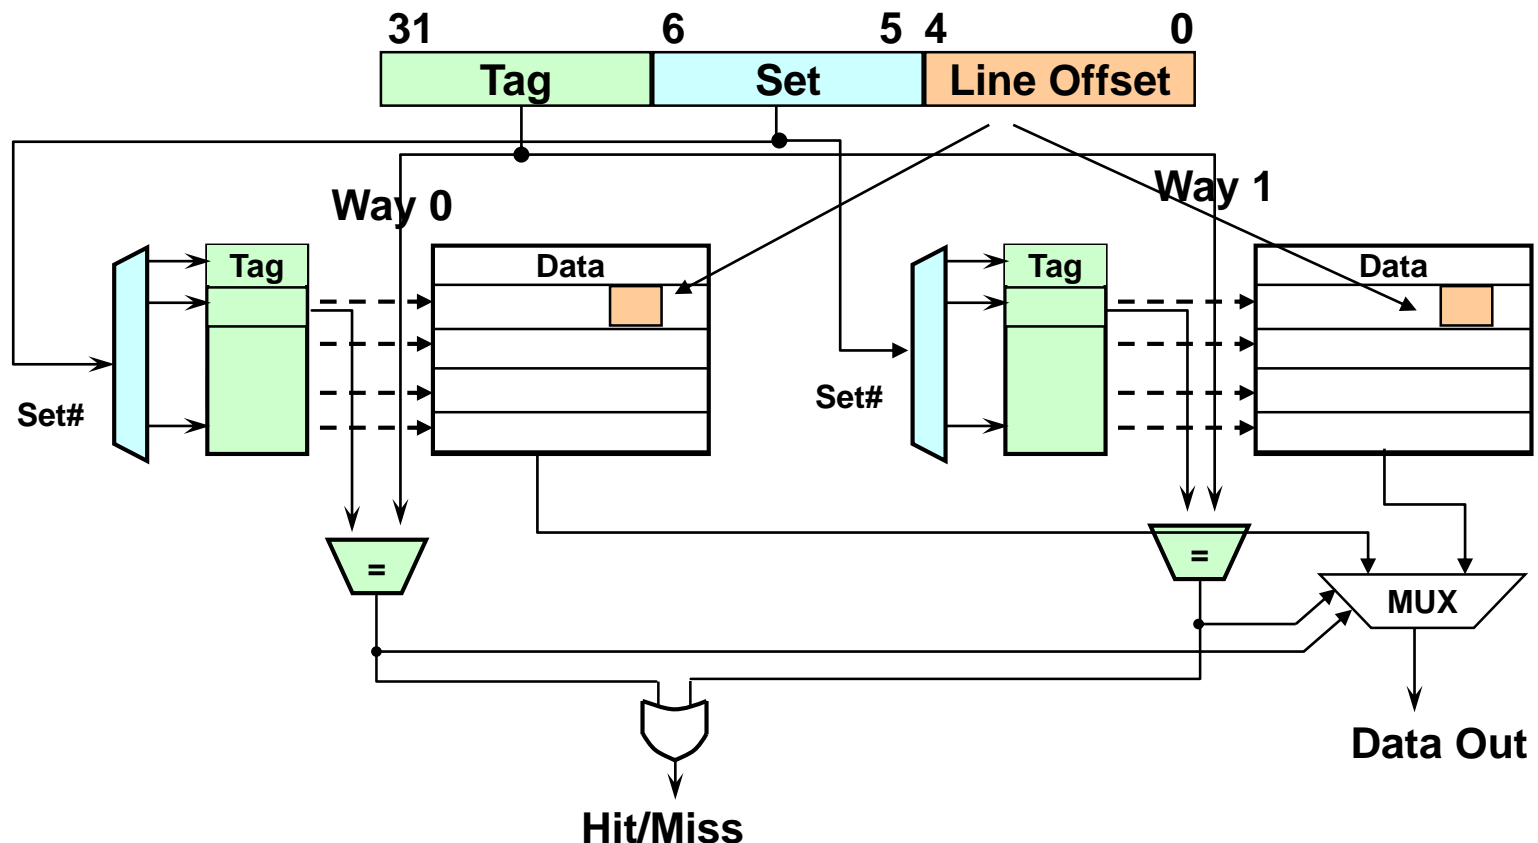 31 6 5 4 0
Tag Set Line Offset
Way 0 Way 1
Tag Data Tag Data
Set# Set#
= =
MUX
Data Out
Hit/Miss